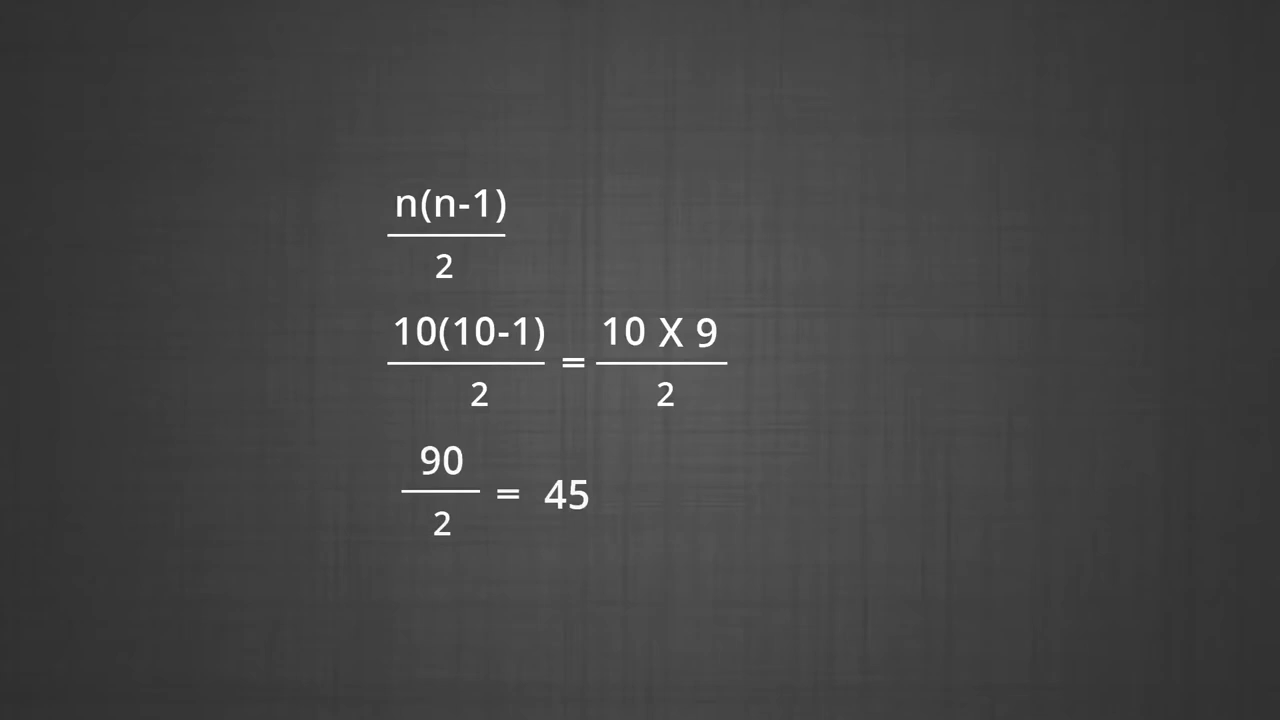 n(n-1)
2
10(10-1) = 10 X 9
2 2
90
2 = 45